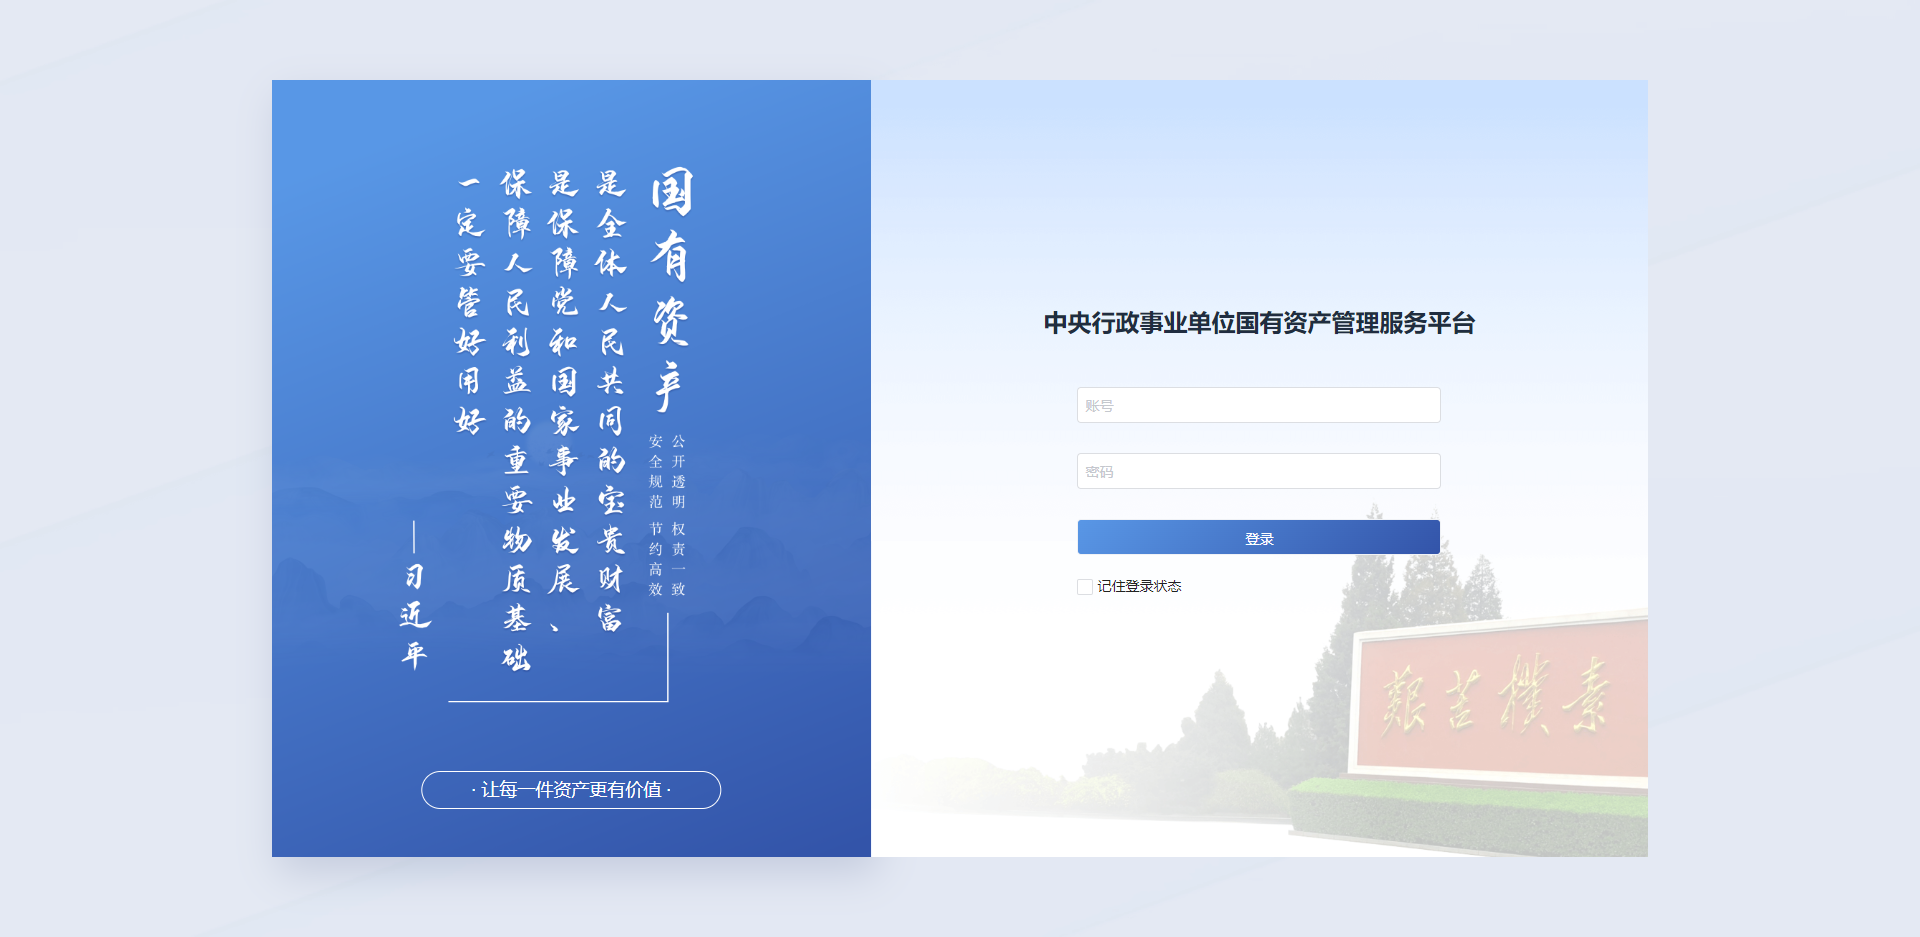 国有资产
公开透明 权责一致
安全规范 节约高效
是全体人民共同的宝贵财富
是保障党和国家事业发展、
保障人民利益的重要物质基础
一定要管好用好
——习近平
· 让每一件资产更有价值 ·
中央行政事业单位国有资产管理服务平台
账号
密码
登录
记住登录状态
艰苦樸素